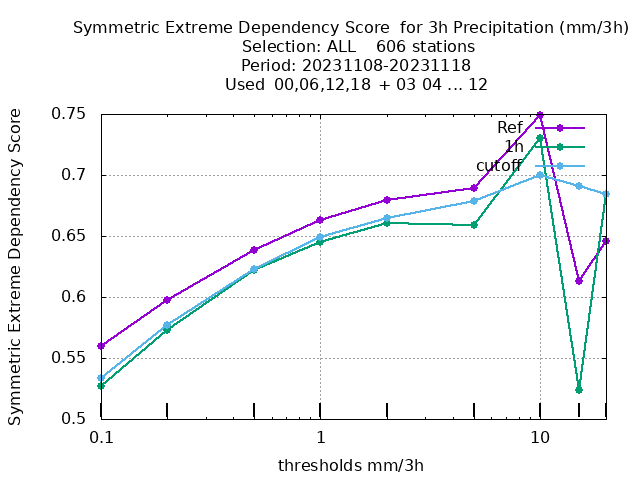 Symmetric Extreme Dependency Score  for 3h Precipitation (mm/3h)
Selection: ALL    606 stations
Period: 20231108-20231118
Used  00,06,12,18 + 03 04 ... 12
Symmetric Extreme Dependency Score
0.75
0.7
0.65
0.6
0.55
0.5
Ref
1h
cutoff
0.1
1
10
thresholds mm/3h